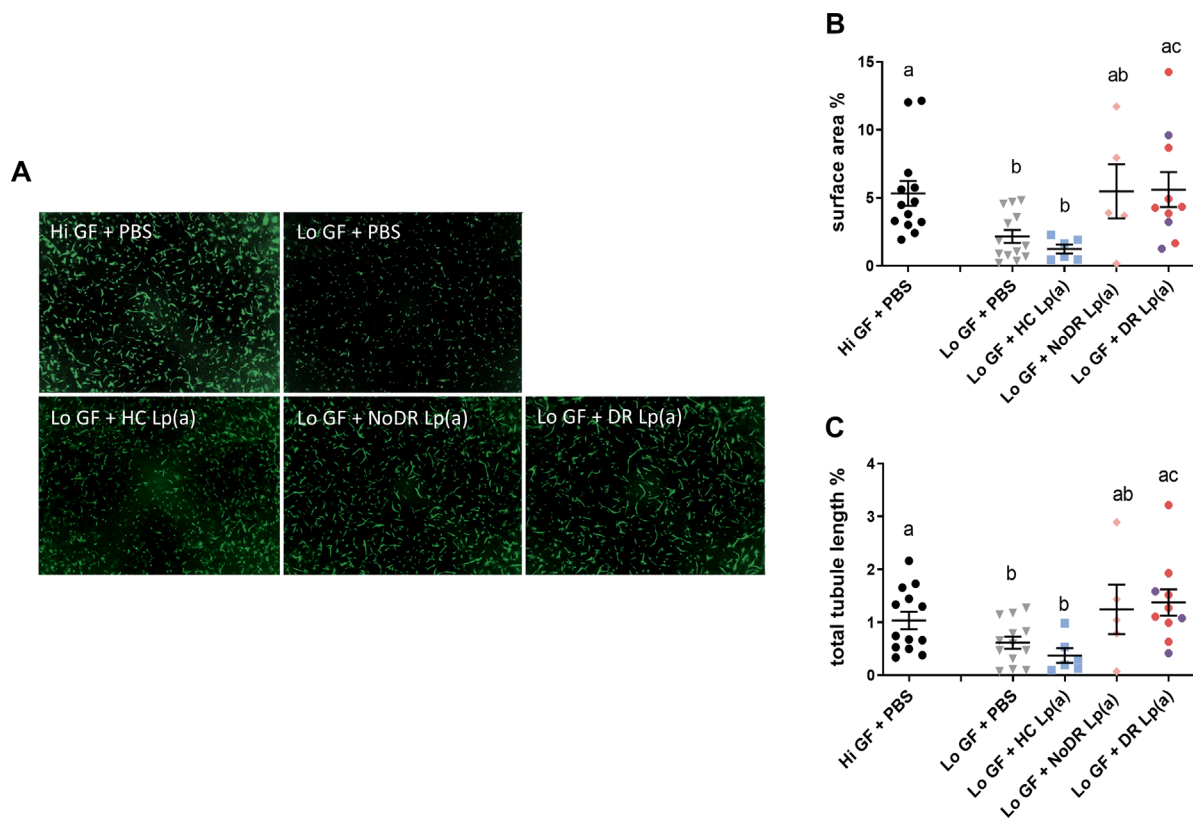 A
Hi GF + PBS
Lo GF + PBS
Lo GF + HC Lp(a)
Lo GF + NoDR Lp(a)
Lo GF + DR Lp(a)
B
surface area %
15
10
5
0
a
b
b
ab
ac
Hi GF + PBS
Lo GF + PBS
Lo GF + HC Lp(a)
Lo GF + NoDR Lp(a)
Lo GF + DR Lp(a)
C
total tubule length %
4
3
2
1
0
a
b
b
ab
ac
Hi GF + PBS
Lo GF + PBS
Lo GF + HC Lp(a)
Lo GF + NoDR Lp(a)
Lo GF + DR Lp(a)